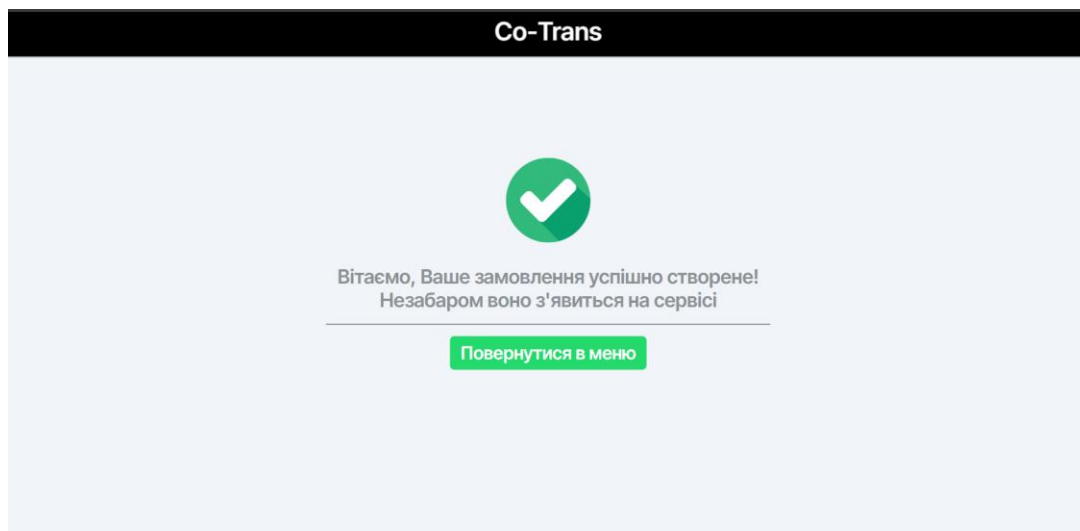 Co-Trans
Вітаємо, Ваше замовлення успішно створене!
Незабаром воно з'явиться на сервісі
Повернутися в меню